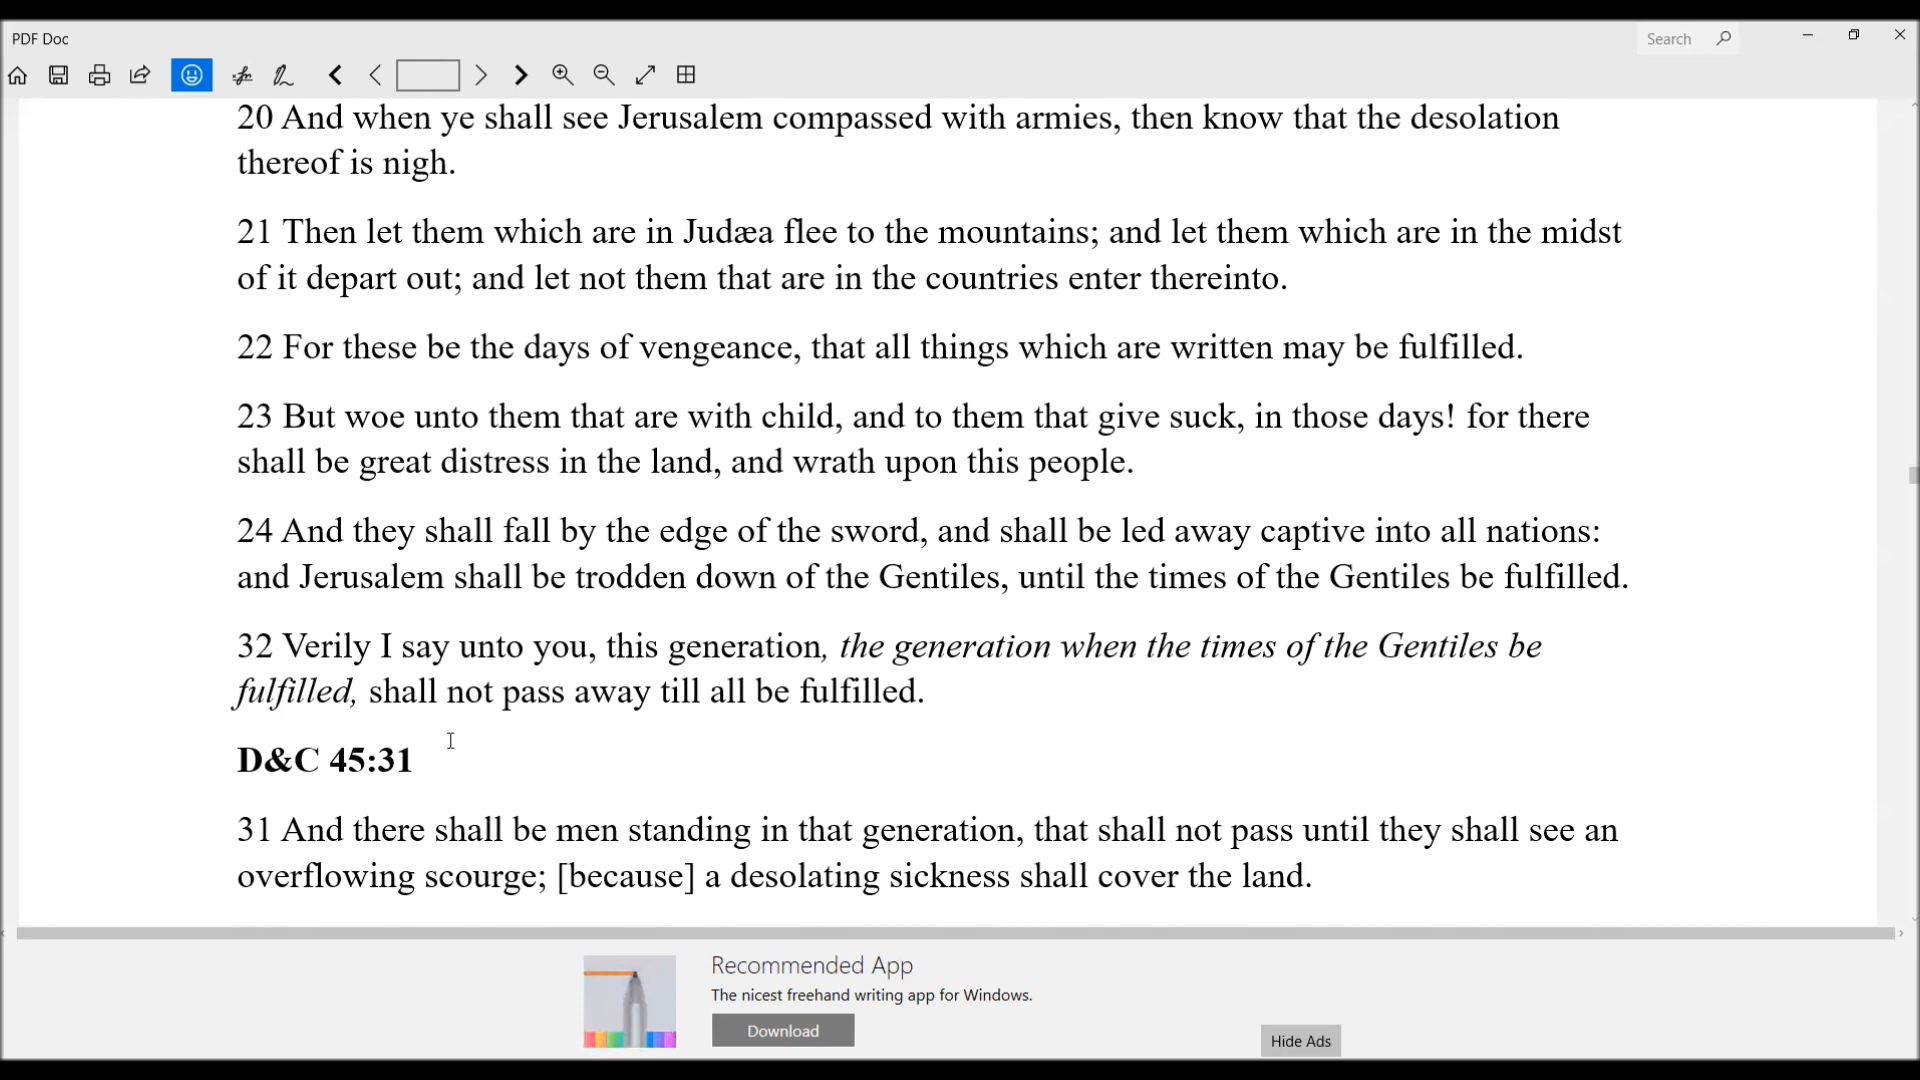 PDF Doc
Search
20 And when ye shall see Jerusalem compassed with armies, then know that the desolation
thereof is nigh.
21 Then let them which are in Judæa flee to the mountains; and let them which are in the midst
of it depart out; and let not them that are in the countries enter thereinto.
22 For these be the days of vengeance, that all things which are written may be fulfilled.
23 But woe unto them that are with child, and to them that give suck, in those days! for there
shall be great distress in the land, and wrath upon this people.
24 And they shall fall by the edge of the sword, and shall be led away captive into all nations:
and Jerusalem shall be trodden down of the Gentiles, until the times of the Gentiles be fulfilled.
32 Verily I say unto you, this generation, the generation when the times of the Gentiles be
fulfilled, shall not pass away till all be fulfilled.
D&C 45:31
31 And there shall be men standing in that generation, that shall not pass until they shall see an
overflowing scourge; [because] a desolating sickness shall cover the land.
Recommended App
The nicest freehand writing app for Windows.
Download
Hide Ads